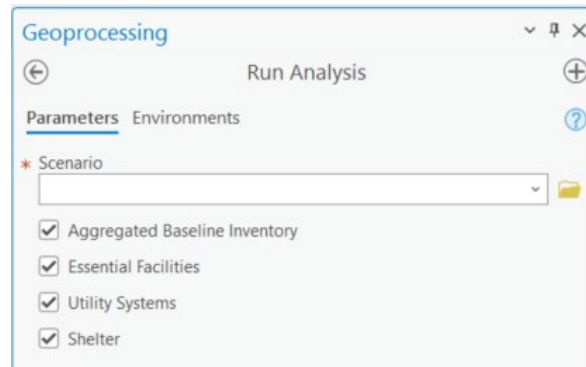 Geoprocessing
Run Analysis
Parameters Environments
* Scenario
Aggregated Baseline Inventory
Essential Facilities
Utility Systems
Shelter